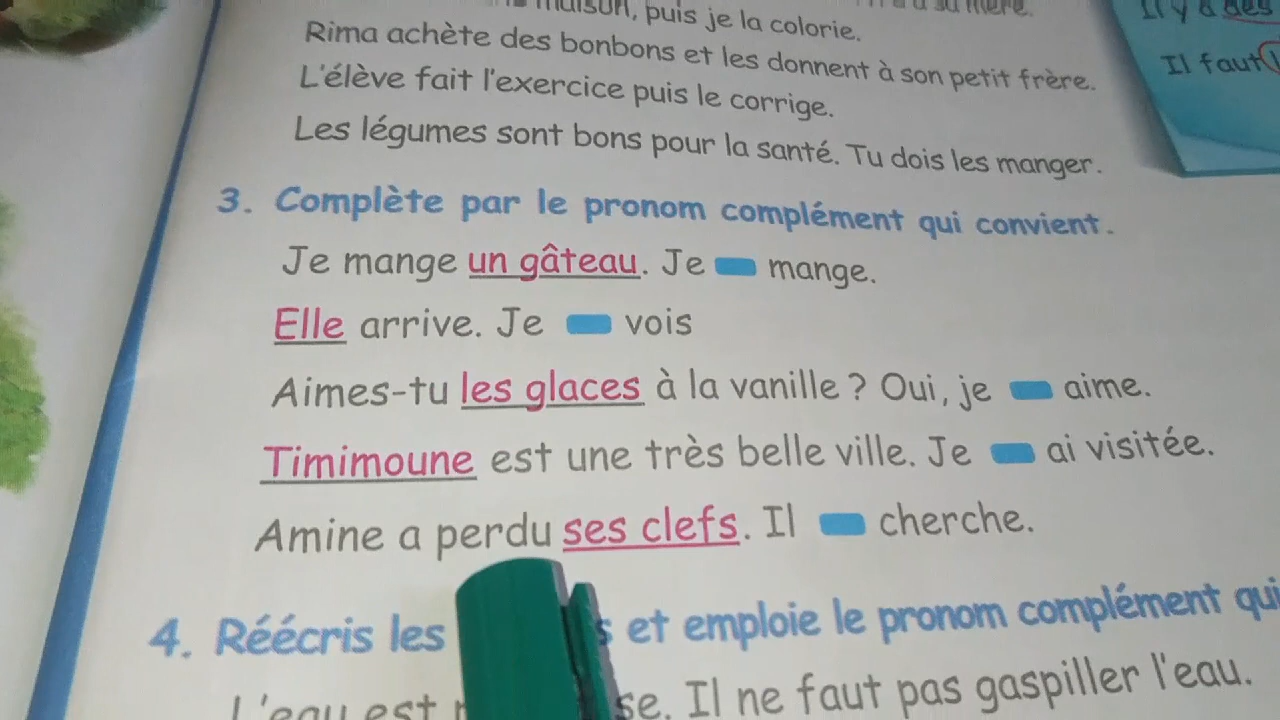 maison, puis je la colorie.
Rima achète des bonbons et les donnent à son petit frère.
L'élève fait l'exercice puis le corrige.
Les légumes sont bons pour la santé. Tu dois les manger.
Il y a des
Il faut
3. Complète par le pronom complément qui convient.
Je mange un gâteau. Je mange.
Elle arrive. Je vois
Aimes-tu les glaces à la vanille ? Oui, je aime.
Timimoune est une très belle ville. Je ai visitée.
Amine a perdu ses clefs. Il cherche.
4. Réécris les et emploie le pronom complément qui
L'eau est se. Il ne faut pas gaspiller l'eau.